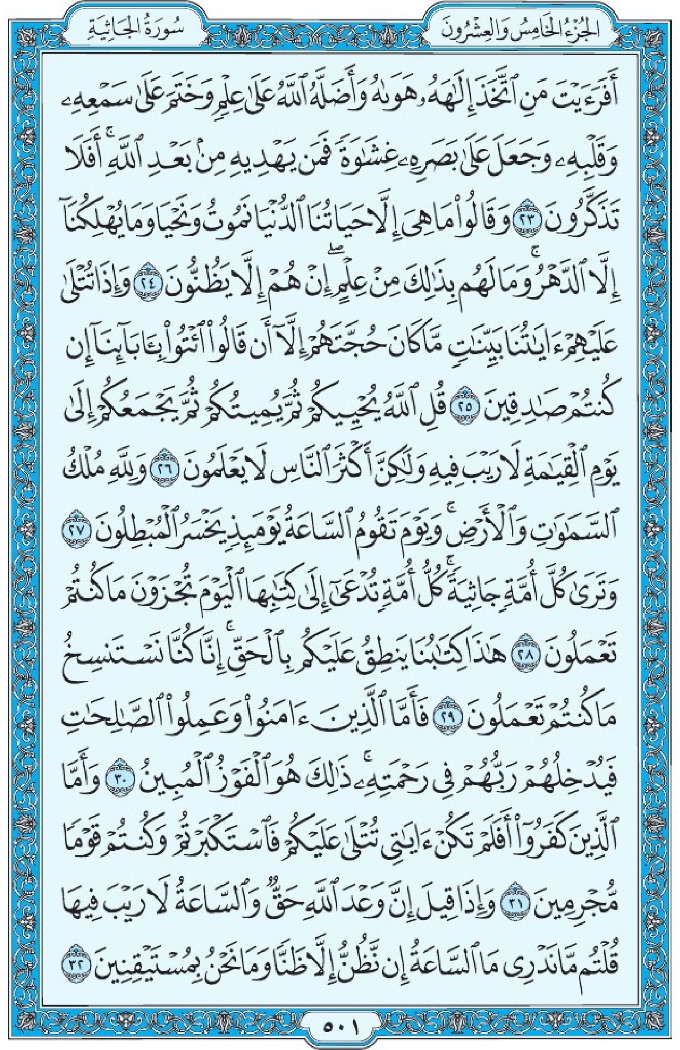 الجُزْءُ الخَامِسُ وَالعِشْرُونَ
سُورَةُ الجَاثِيَةِ
أَفَرَءَيْتَ مَنِ ٱتَّخَذَ إِلَٰهَهُۥ هَوَىٰهُ وَأَضَلَّهُ ٱللَّهُ عَلَىٰ عِلْمٍ وَخَتَمَ عَلَىٰ سَمْعِهِۦ
وَقَلْبِهِۦ وَجَعَلَ عَلَىٰ بَصَرِهِۦ غِشَٰوَةً فَمَن يَهْدِيهِ مِنۢ بَعْدِ ٱللَّهِۚ أَفَلَا
تَذَكَّرُونَ ٢٣ وَقَالُوا۟ مَا هِىَ إِلَّا حَيَاتُنَا ٱلدُّنْيَا نَمُوتُ وَنَحْيَا وَمَا يُهْلِكُنَآ
إِلَّا ٱلدَّهْرُۚ وَمَا لَهُم بِذَٰلِكَ مِنْ عِلْمٍۖ إِنْ هُمْ إِلَّا يَظُنُّونَ ٢٤ وَإِذَا تُتْلَىٰ
عَلَيْهِمْ ءَايَٰتُنَا بَيِّنَٰتٍ مَّا كَانَ حُجَّتَهُمْ إِلَّآ أَن قَالُوا۟ ٱئْتُوا۟ بِـَٔابَآئِنَآ إِن
كُنتُمْ صَٰدِقِينَ ٢٥ قُلِ ٱللَّهُ يُحْيِيكُمْ ثُمَّ يُمِيتُكُمْ ثُمَّ يَجْمَعُكُمْ إِلَىٰ
يَوْمِ ٱلْقِيَٰمَةِ لَا رَيْبَ فِيهِ وَلَٰكِنَّ أَكْثَرَ ٱلنَّاسِ لَا يَعْلَمُونَ ٢٦ وَلِلَّهِ مُلْكُ
ٱلسَّمَٰوَٰتِ وَٱلْأَرْضِۚ وَيَوْمَ تَقُومُ ٱلسَّاعَةُ يَوْمَئِذٍ يَخْسَرُ ٱلْمُبْطِلُونَ ٢٧
وَتَرَىٰ كُلَّ أُمَّةٍ جَاثِيَةًۚ كُلُّ أُمَّةٍ تُدْعَىٰٓ إِلَىٰ كِتَٰبِهَا ٱلْيَوْمَ تُجْزَوْنَ مَا كُنتُمْ
تَعْمَلُونَ ٢٨ هَٰذَا كِتَٰبُنَا يَنطِقُ عَلَيْكُم بِٱلْحَقِّۚ إِنَّا كُنَّا نَسْتَنسِخُ
مَا كُنتُمْ تَعْمَلُونَ ٢٩ فَأَمَّا ٱلَّذِينَ ءَامَنُوا۟ وَعَمِلُوا۟ ٱلصَّٰلِحَٰتِ
فَيُدْخِلُهُمْ رَبُّهُمْ فِى رَحْمَتِهِۦۚ ذَٰلِكَ هُوَ ٱلْفَوْزُ ٱلْمُبِينُ ٣٠ وَأَمَّا
ٱلَّذِينَ كَفَرُوٓا۟ أَفَلَمْ تَكُنْ ءَايَٰتِى تُتْلَىٰ عَلَيْكُمْ فَٱسْتَكْبَرْتُمْ وَكُنتُمْ قَوْمًا
مُّجْرِمِينَ ٣١ وَإِذَا قِيلَ إِنَّ وَعْدَ ٱللَّهِ حَقٌّ وَٱلسَّاعَةُ لَا رَيْبَ فِيهَا
قُلْتُم مَّا نَدْرِى مَا ٱلسَّاعَةُ إِن نَّظُنُّ إِلَّا ظَنًّا وَمَا نَحْنُ بِمُسْتَيْقِنِينَ ٣٢
٥٠١